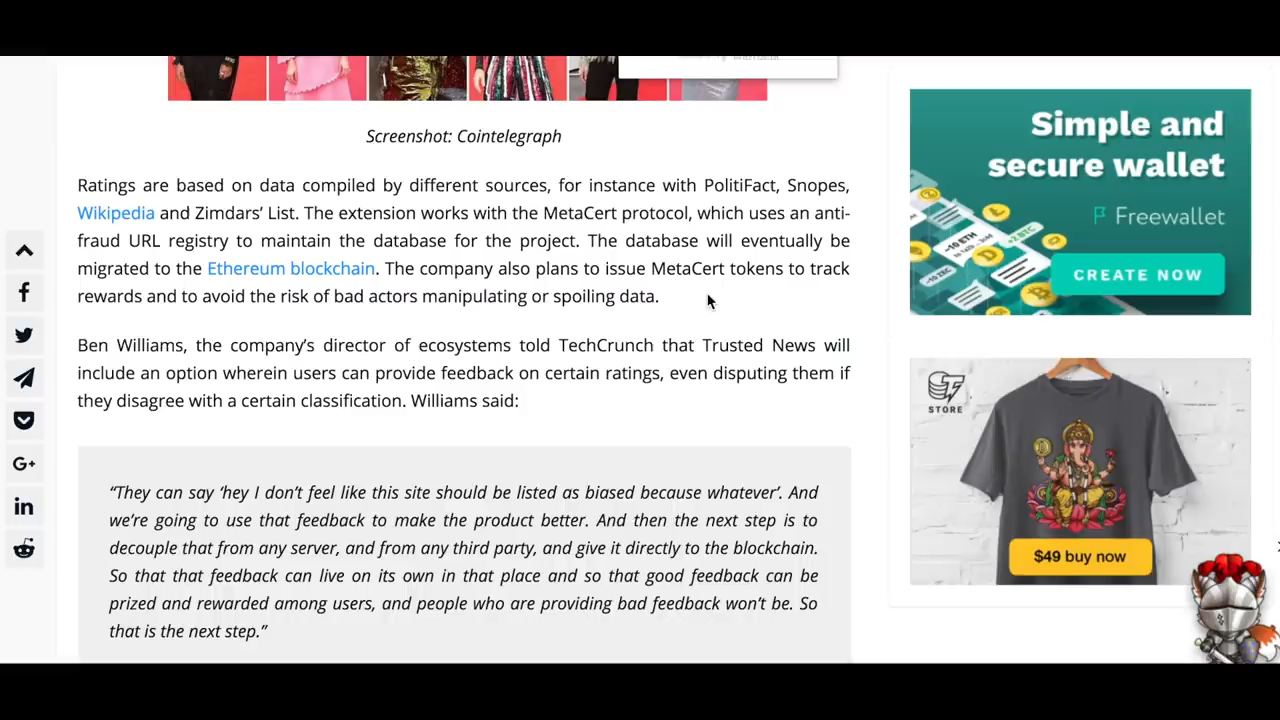 Screenshot: Cointelegraph
Ratings are based on data compiled by different sources, for instance with PolitiFact, Snopes,
Wikipedia and Zimdars’ List. The extension works with the MetaCert protocol, which uses an anti-
fraud URL registry to maintain the database for the project. The database will eventually be
migrated to the Ethereum blockchain. The company also plans to issue MetaCert tokens to track
rewards and to avoid the risk of bad actors manipulating or spoiling data.
Ben Williams, the company’s director of ecosystems told TechCrunch that Trusted News will
include an option wherein users can provide feedback on certain ratings, even disputing them if
they disagree with a certain classification. Williams said:
“They can say ‘hey I don’t feel like this site should be listed as biased because whatever’. And
we’re going to use that feedback to make the product better. And then the next step is to
decouple that from any server, and from any third party, and give it directly to the blockchain.
So that that feedback can live on its own in that place and so that good feedback can be
prized and rewarded among users, and people who are providing bad feedback won’t be. So
that is the next step.”
Simple and
secure wallet
Freewallet
~10 ETH
~2 BTC
~10 ZEC
CREATE NOW
STORE
$49 buy now
G+
in